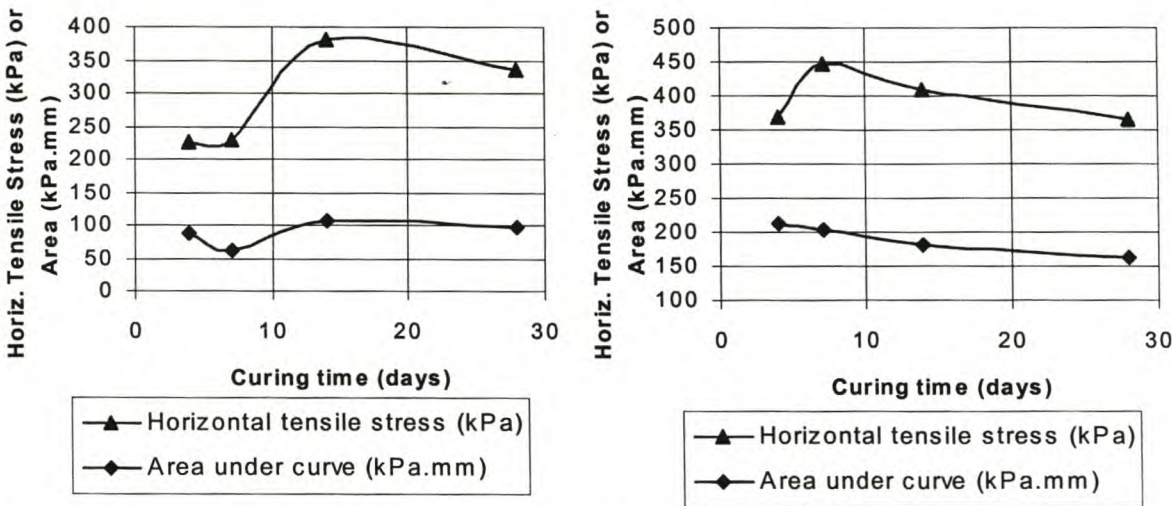 Horiz. Tensile Stress (kPa) or
Area (kPa.mm)
400
350
300
250
200
150
100
50
0
0 10 20 30
Curing time (days)
Horizontal tensile stress (kPa)
Area under curve (kPa.mm)
Horiz. Tensile Stress (kPa) or
Area (kPa.mm)
500
450
400
350
300
250
200
150
100
0 10 20 30
Curing time (days)
Horizontal tensile stress (kPa)
Area under curve (kPa.mm)